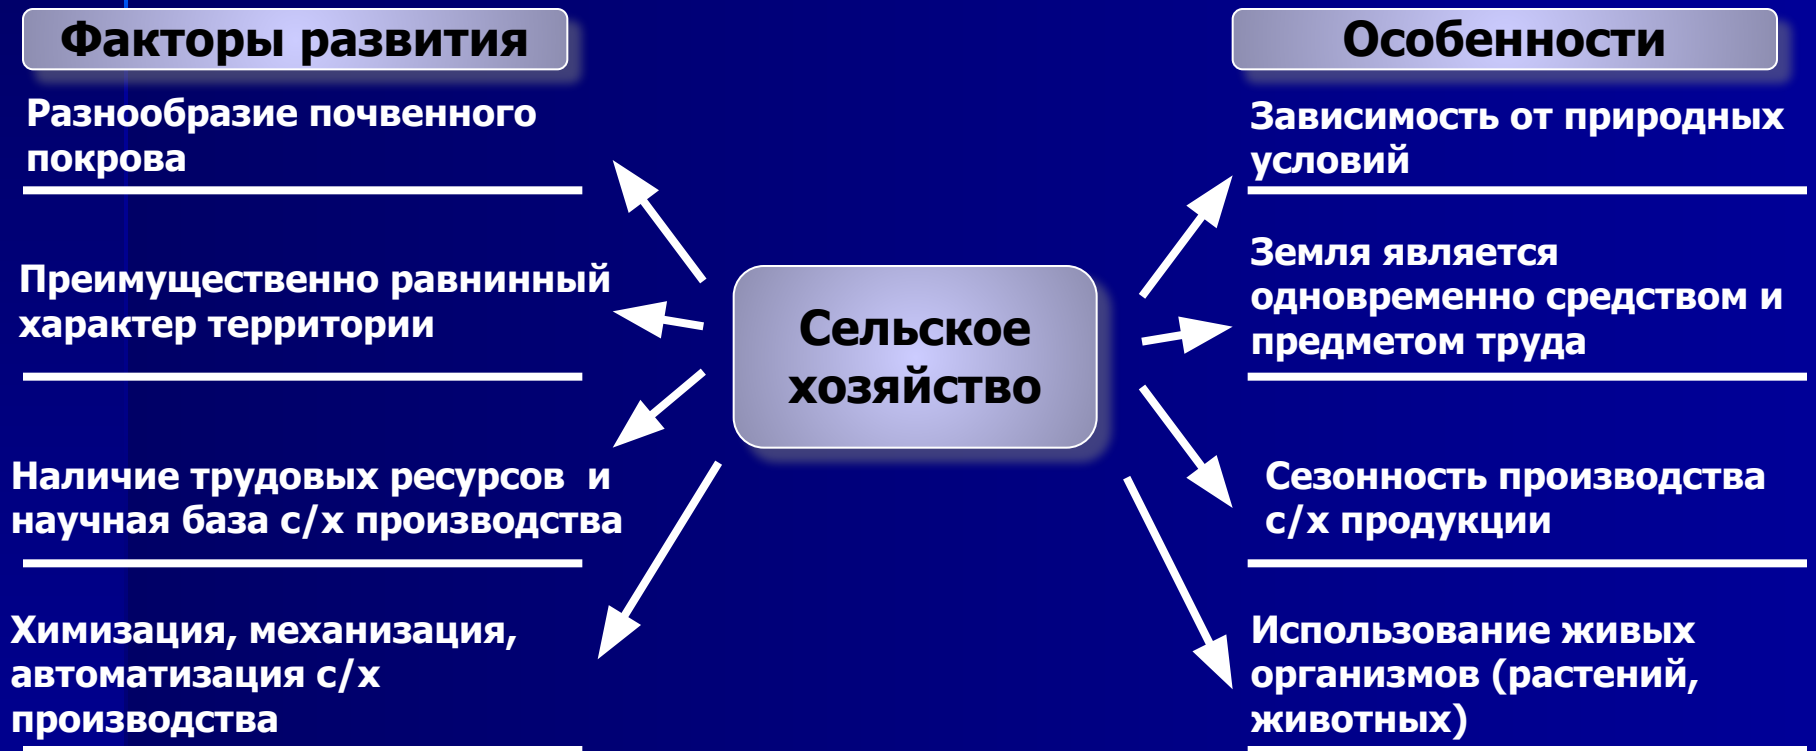 Факторы развития
Разнообразие почвенного
покрова
Преимущественно равнинный
характер территории
Наличие трудовых ресурсов и
научная база с/х производства
Химизация, механизация,
автоматизация с/х
производства
Сельское
хозяйство
Особенности
Зависимость от природных
условий
Земля является
одновременно средством и
предметом труда
Сезонность производства
с/х продукции
Использование живых
организмов (растений,
животных)